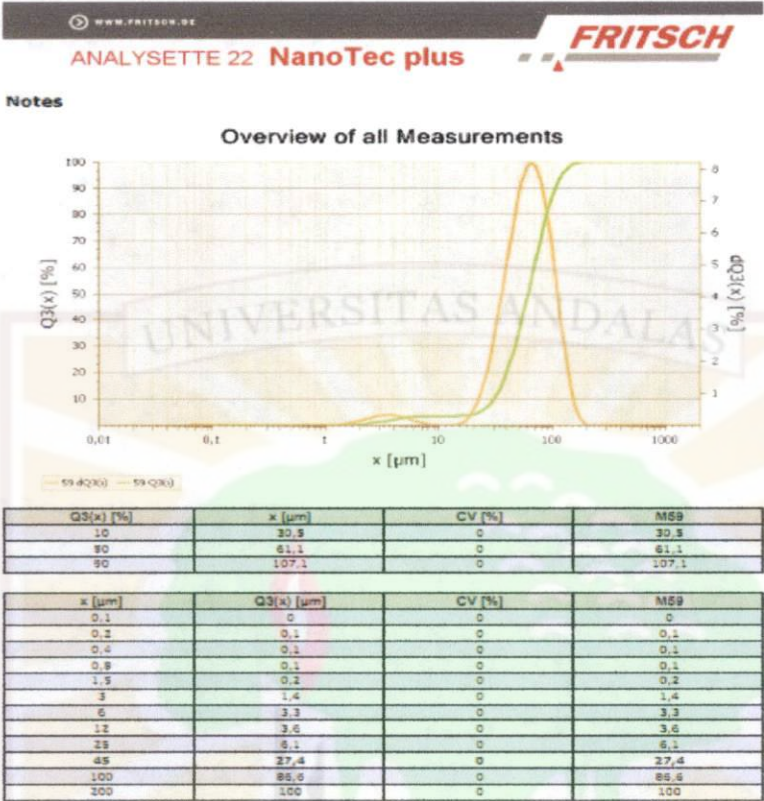 WWW.FRITSCH.DE
FRITSCH
ANALYSETTE 22 NanoTec plus
Notes
Overview of all Measurements
100
90
80
70
60
50
40
30
20
10
Q3(x) [%]
8
7
6
5
4
3
2
1
dQ3(x) [%]
0,01 0,1 1 10 100 1000
x [µm]
59 dQ3(x) 59 Q3(x)
UNIVERSITAS ANDALAS
Q3(x) [%] x [µm] CV [%] M59
10 30,5 0 30,5
50 61,1 0 61,1
90 107,1 0 107,1
x [µm] Q3(x) [µm] CV [%] M59
0,1 0 0 0
0,2 0,1 0 0,1
0,4 0,1 0 0,1
0,8 0,1 0 0,1
1,5 0,2 0 0,2
3 1,4 0 1,4
6 3,3 0 3,3
12 3,6 0 3,6
25 6,1 0 6,1
45 27,4 0 27,4
100 86,6 0 86,6
200 100 0 100